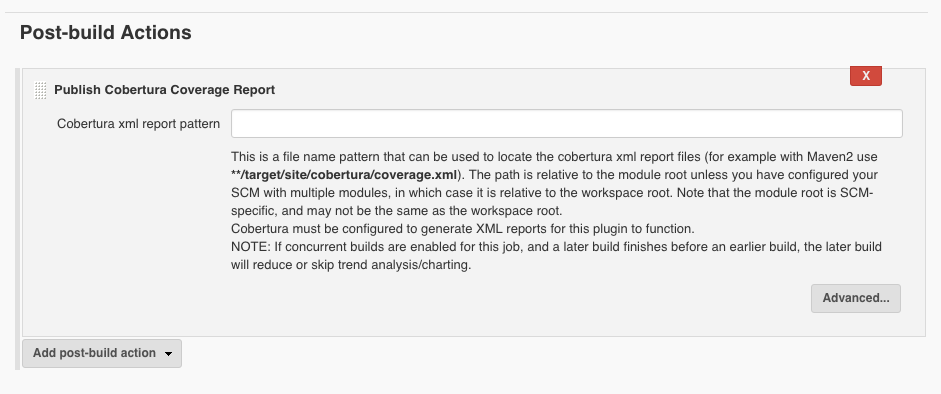 Post-build Actions
X
Publish Cobertura Coverage Report
Cobertura xml report pattern
This is a file name pattern that can be used to locate the cobertura xml report files (for example with Maven2 use
**/target/site/cobertura/coverage.xml). The path is relative to the module root unless you have configured your
SCM with multiple modules, in which case it is relative to the workspace root. Note that the module root is SCM-
specific, and may not be the same as the workspace root.
Cobertura must be configured to generate XML reports for this plugin to function.
NOTE: If concurrent builds are enabled for this job, and a later build finishes before an earlier build, the later build
will reduce or skip trend analysis/charting.
Advanced...
Add post-build action